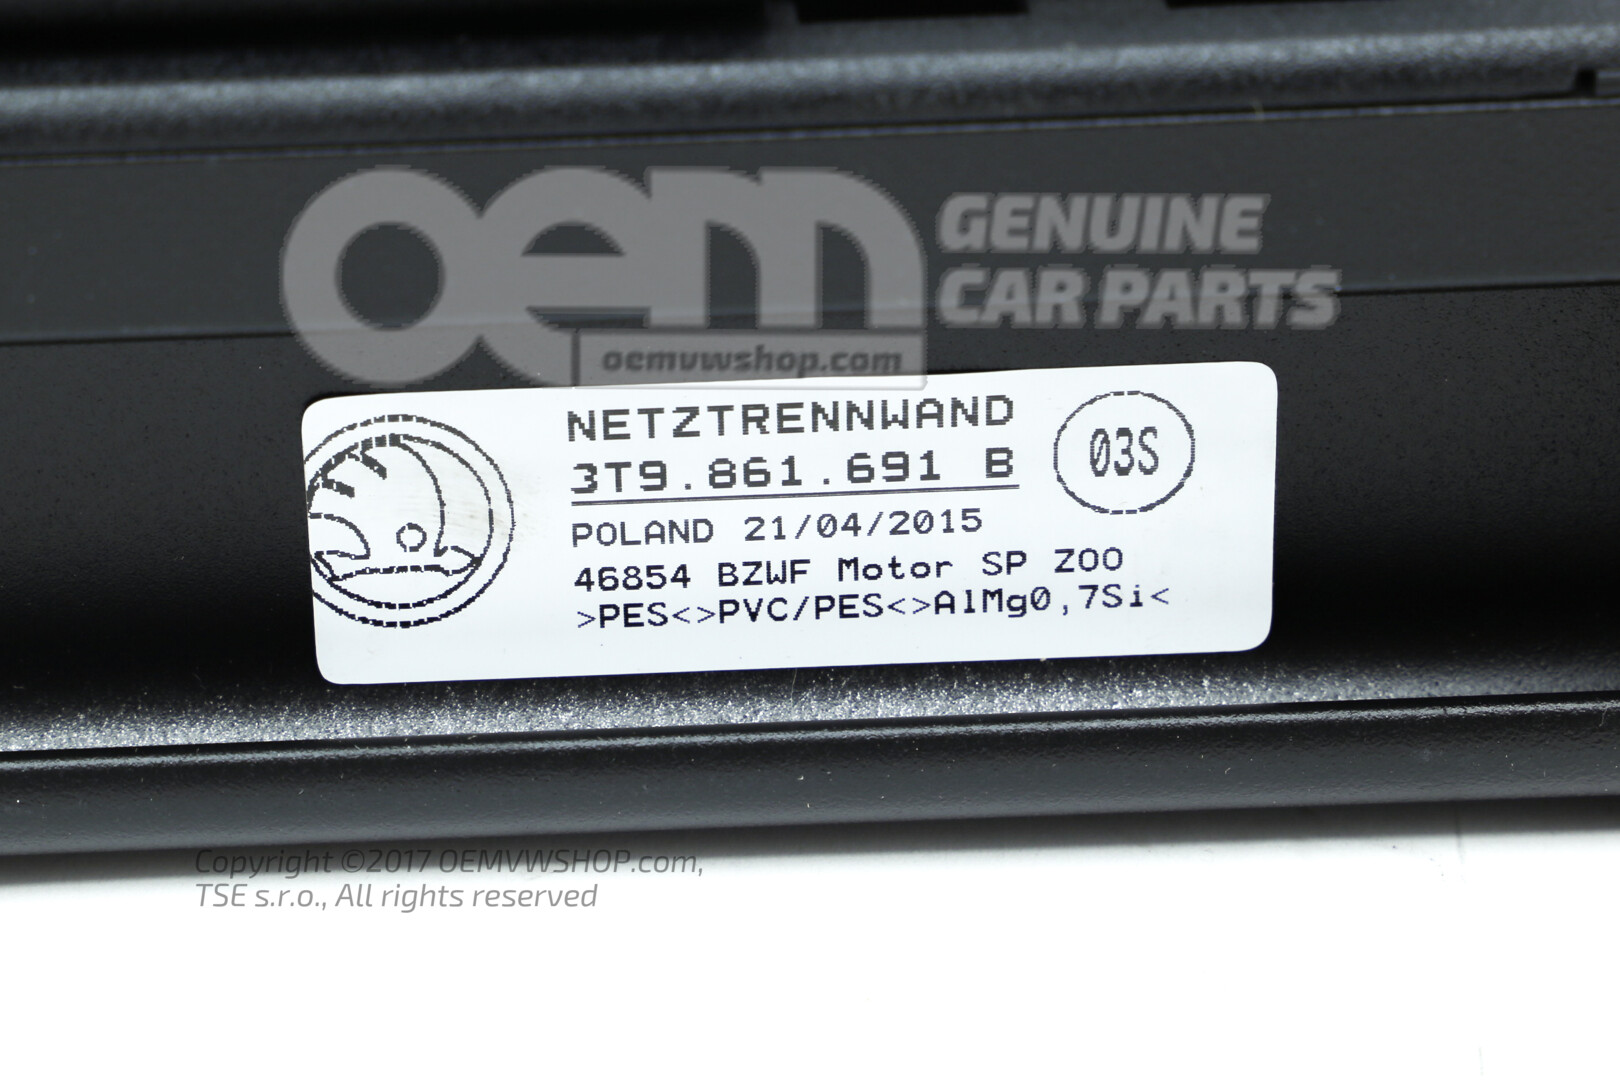 oem
GENUINE
CAR PARTS
oemvwshop.com
NETZTRENNWAND
3T9.861.691 B
03S
POLAND 21/04/2015
46854 BZWF Motor SP ZOO
>PES<>PVC/PES<>AlMg0,7Si<
Copyright ©2017 OEMVWSHOP.com,
TSE s.r.o., All rights reserved